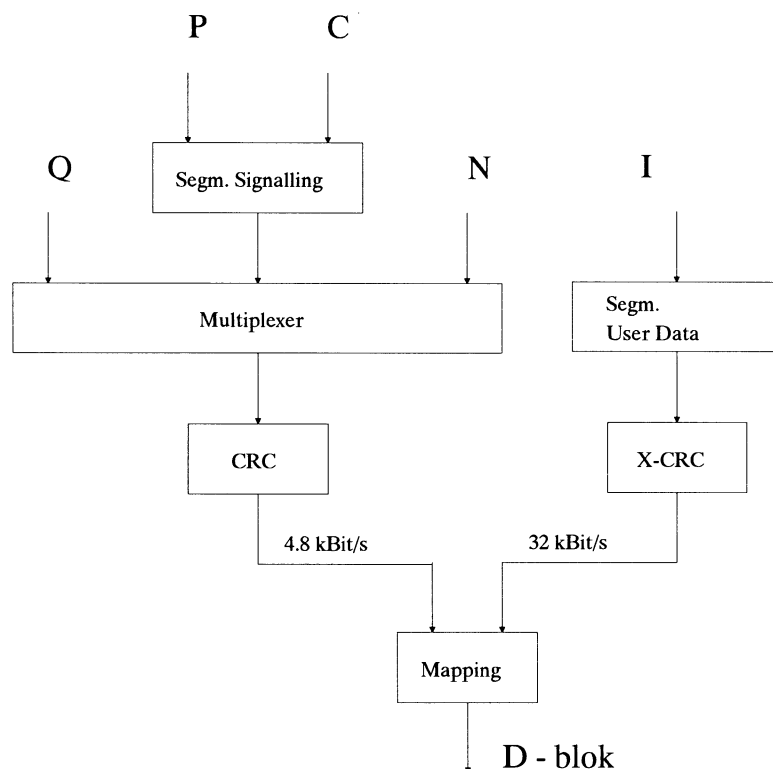 P
C
Q
Segm. Signalling
N
I
Multiplexer
Segm.
User Data
CRC
X-CRC
4.8 kBit/s
32 kBit/s
Mapping
D - blok